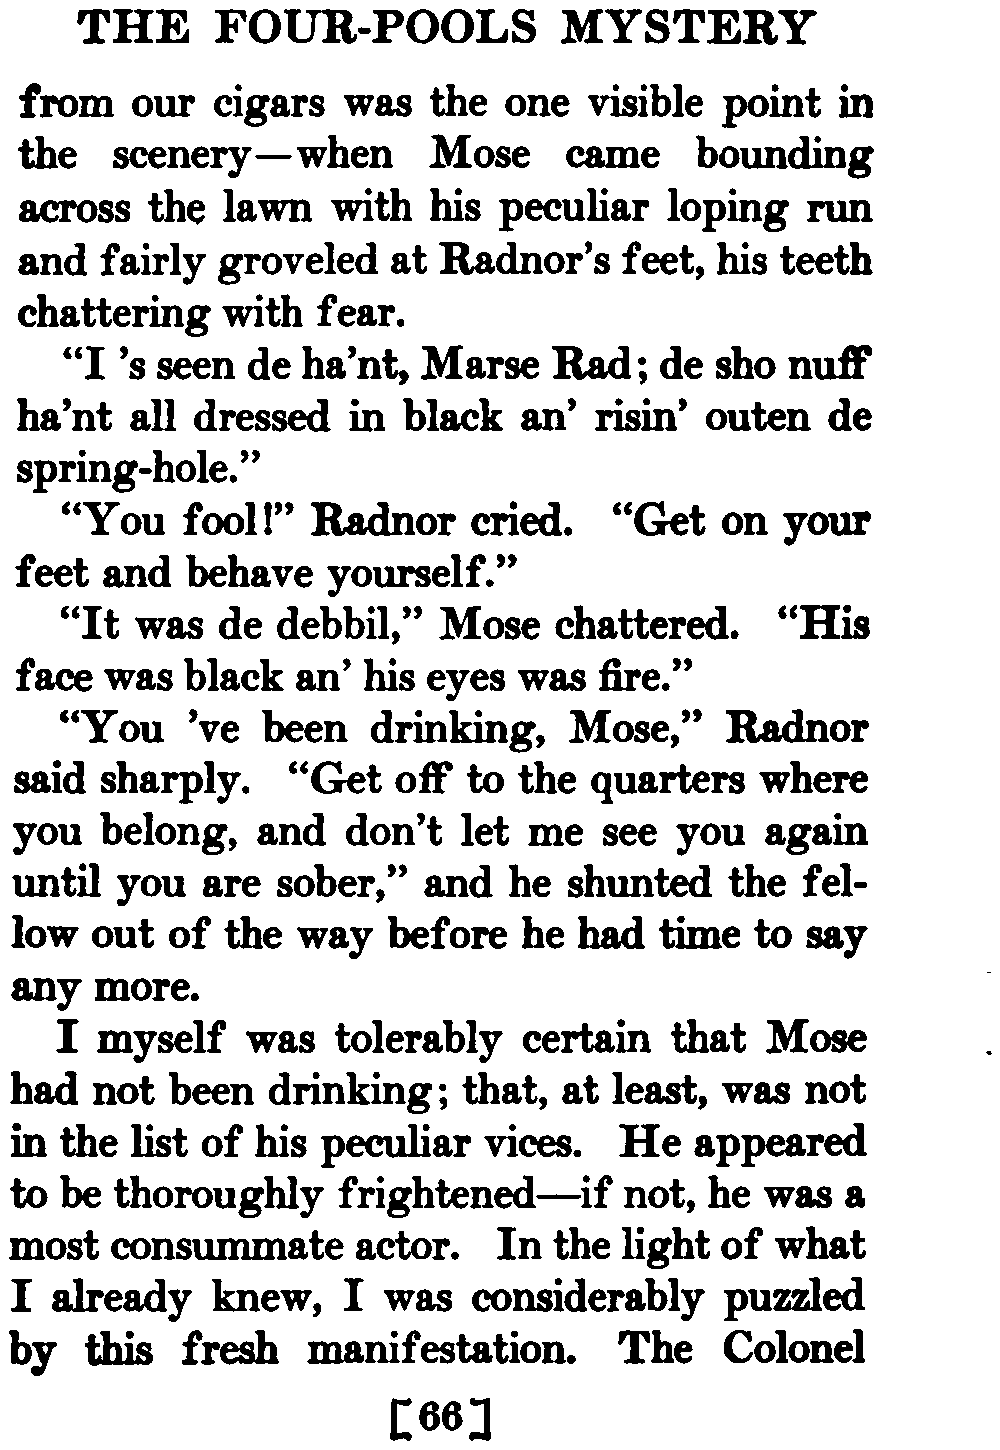 THE FOUR-POOLS MYSTERY
from our cigars was the one visible point in
the scenery—when Mose came bounding
across the lawn with his peculiar loping run
and fairly groveled at Radnor's feet, his teeth
chattering with fear.
"I 's seen de ha'nt, Marse Rad; de sho nuff
ha'nt all dressed in black an' risin' outen de
spring-hole."
"You fool!" Radnor cried. "Get on your
feet and behave yourself."
"It was de debbil," Mose chattered. "His
face was black an' his eyes was fire."
"You 've been drinking, Mose," Radnor
said sharply. "Get off to the quarters where
you belong, and don't let me see you again
until you are sober," and he shunted the fel-
low out of the way before he had time to say
any more.
I myself was tolerably certain that Mose
had not been drinking; that, at least, was not
in the list of his peculiar vices. He appeared
to be thoroughly frightened—if not, he was a
most consummate actor. In the light of what
I already knew, I was considerably puzzled
by this fresh manifestation. The Colonel
[66]